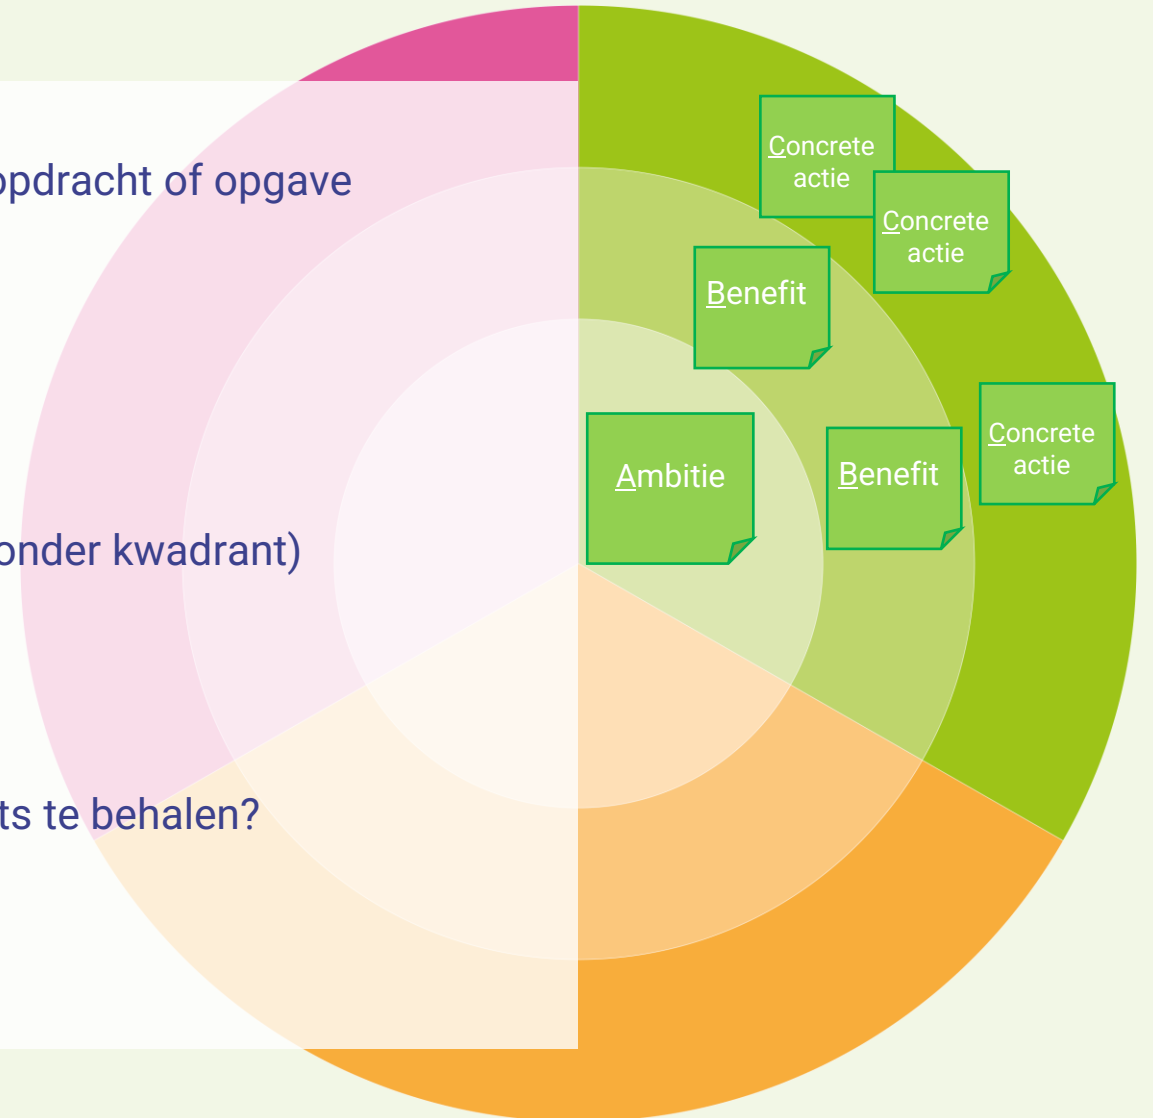 opdracht of opgave
onder kwadrant)
ts te behalen?
Concrete
actie
Concrete
actie
Benefit
Concrete
actie
Ambitie
Benefit